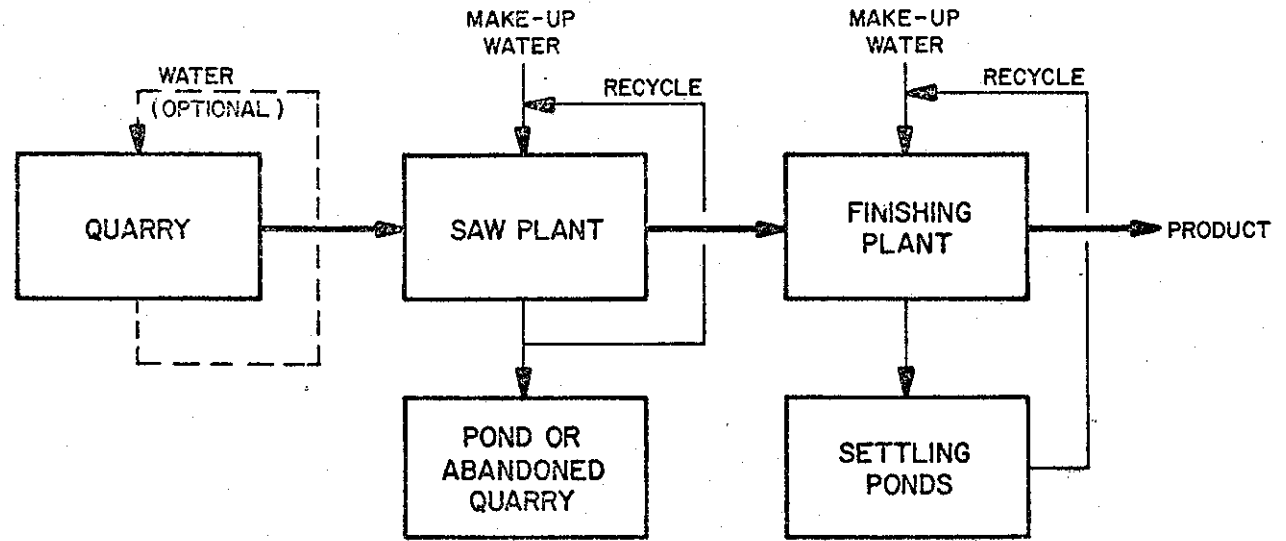 MAKE-UP
WATER
MAKE-UP
WATER
WATER
(OPTIONAL)
RECYCLE
RECYCLE
QUARRY
SAW PLANT
FINISHING
PLANT
PRODUCT
POND OR
ABANDONED
QUARRY
SETTLING
PONDS